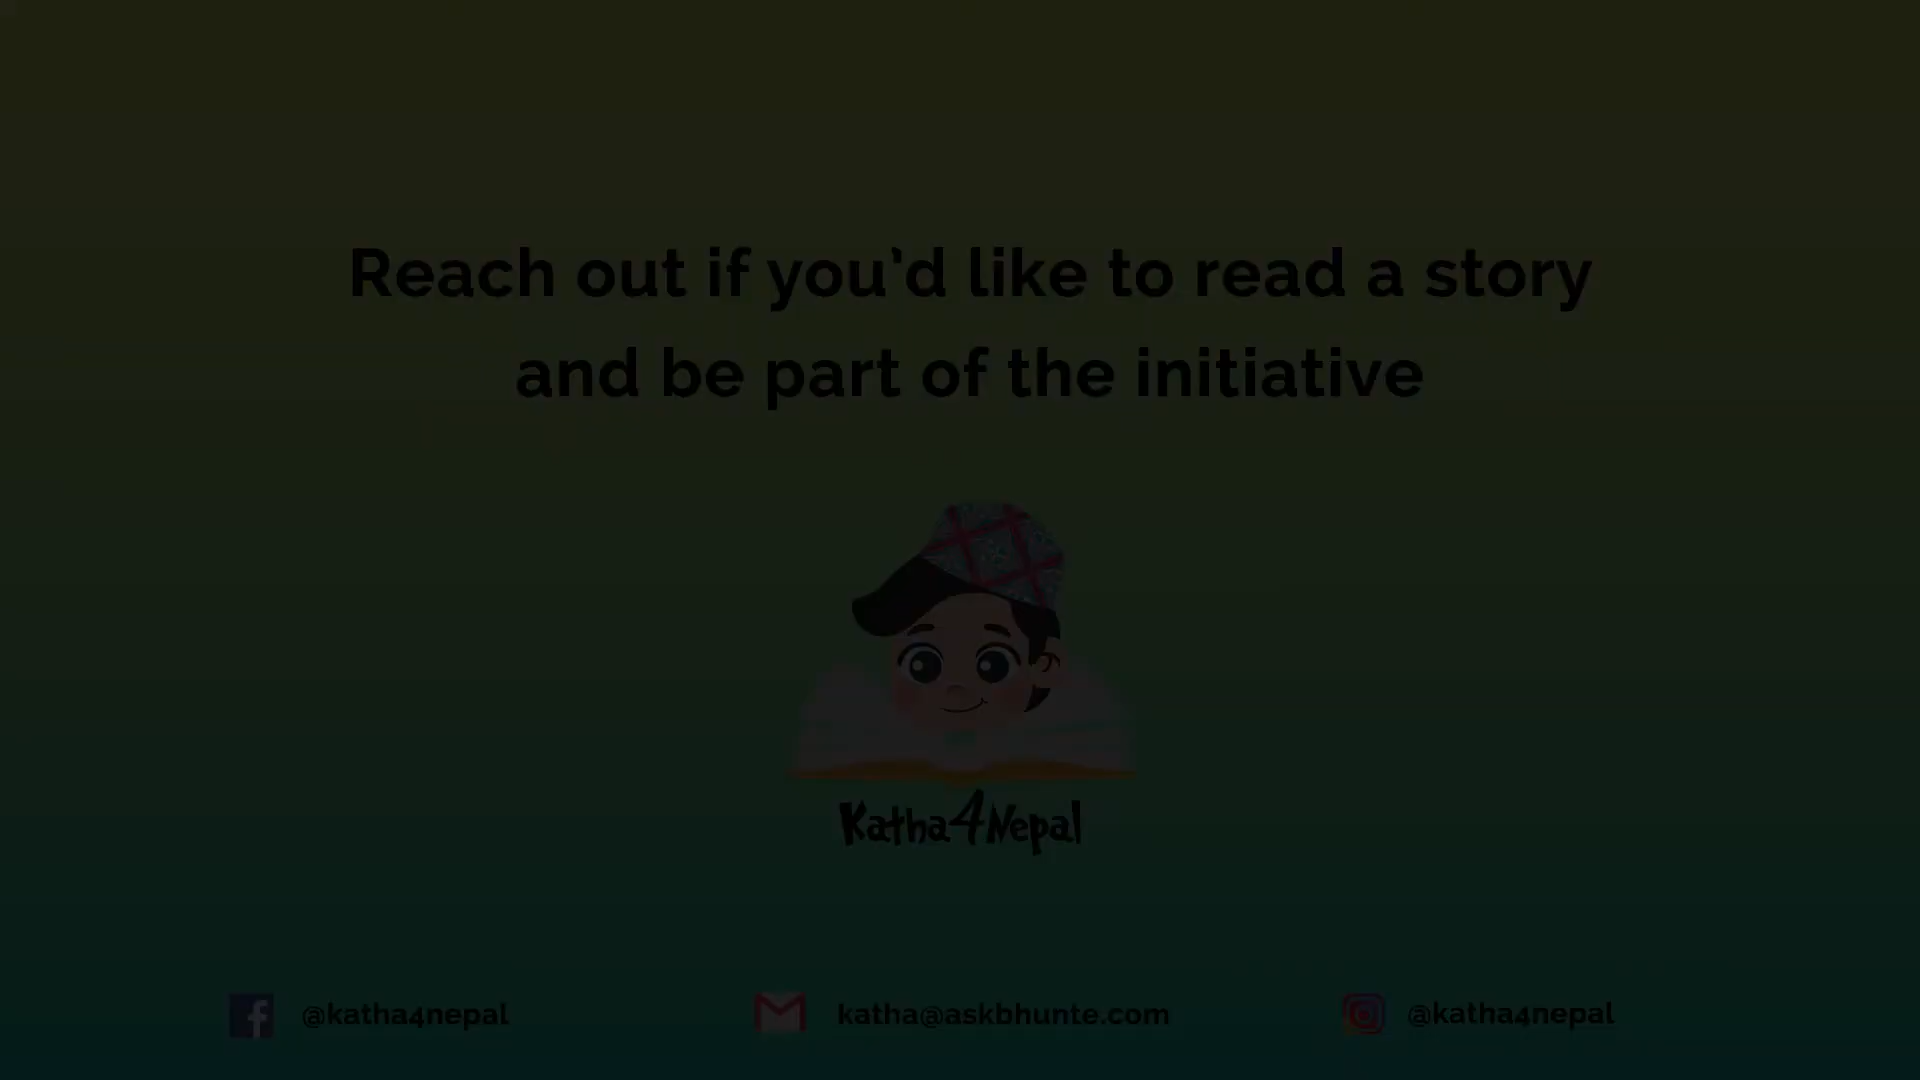 Reach out if you'd like to read a story
and be part of the initiative
Katha4Nepal
@katha4nepal
katha@askbhunte.com
@katha4nepal